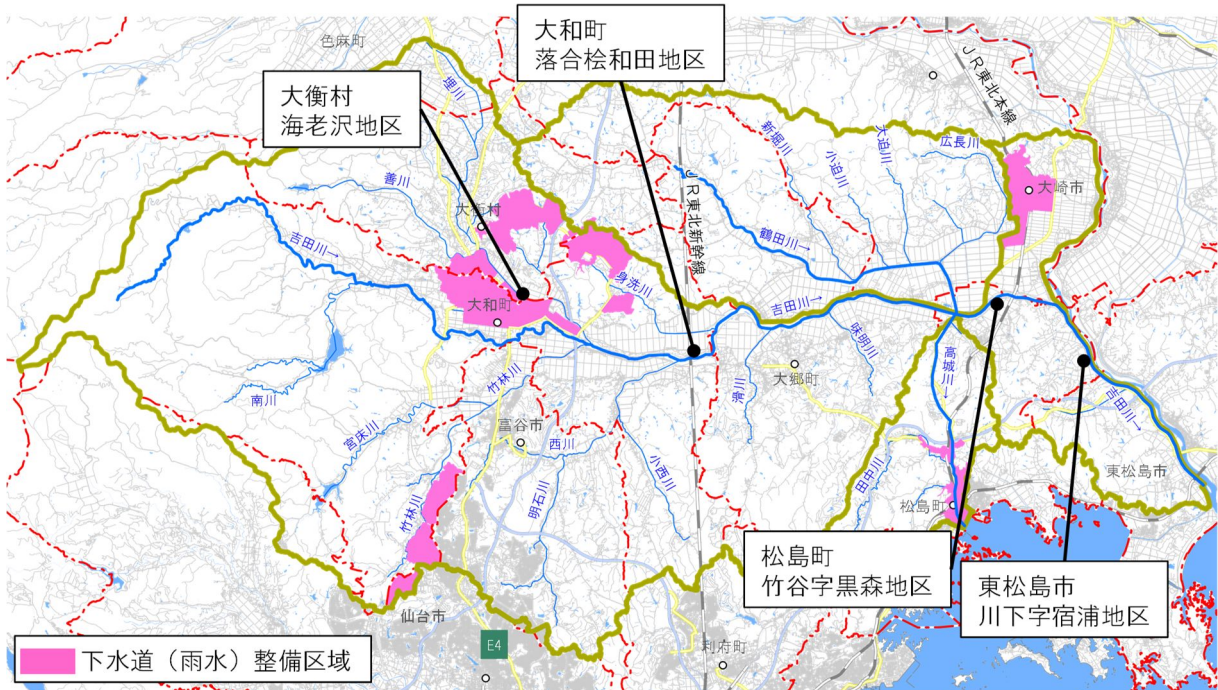 大和町
落合桧和田地区
大衡村
海老沢地区
色麻町
埋川
善川
大衡村
吉田川→
大和町
身洗川
JR東北新幹線
新堀川
小迫川
大迫川
広長川
JR東北本線
大崎市
鶴田川→
吉田川→
味明川
大郷町
滑川
高城川→
吉田川→
南川
宮床川
竹林川
富谷市
西川
明石川
小西川
竹林川
田中川
松島町
東松島市
松島町
竹谷字黒森地区
東松島市
川下字宿浦地区
仙台市
E4
利府町
下水道（雨水）整備区域